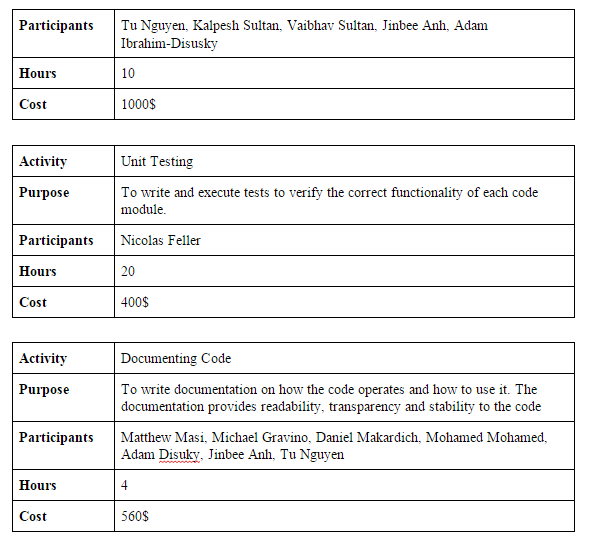 Participants Tu Nguyen, Kalpesh Sultan, Vaibhav Sultan, Jinbee Anh, Adam
Ibrahim-Disusky
Hours 10
Cost 1000$
Activity Unit Testing
Purpose To write and execute tests to verify the correct functionality of each code
module.
Participants Nicolas Feller
Hours 20
Cost 400$
Activity Documenting Code
Purpose To write documentation on how the code operates and how to use it. The
documentation provides readability, transparency and stability to the code
Participants Matthew Masi, Michael Gravino, Daniel Makardich, Mohamed Mohamed,
Adam Disuky, Jinbee Anh, Tu Nguyen
Hours 4
Cost 560$